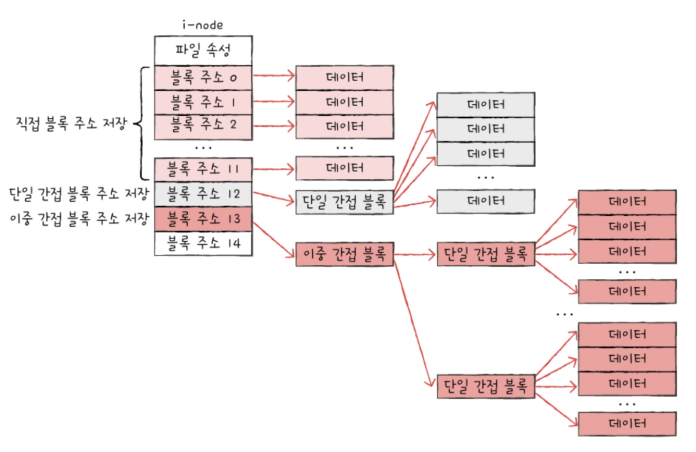 i-node
파일 속성
직접 블록 주소 저장
블록 주소 0
데이터
블록 주소 1
데이터
블록 주소 2
데이터
...
...
블록 주소 11
데이터
단일 간접 블록 주소 저장
블록 주소 12
단일 간접 블록
데이터
데이터
데이터
...
데이터
이중 간접 블록 주소 저장
블록 주소 13
이중 간접 블록
단일 간접 블록
데이터
데이터
데이터
...
데이터
...
단일 간접 블록
데이터
데이터
데이터
...
데이터
블록 주소 14